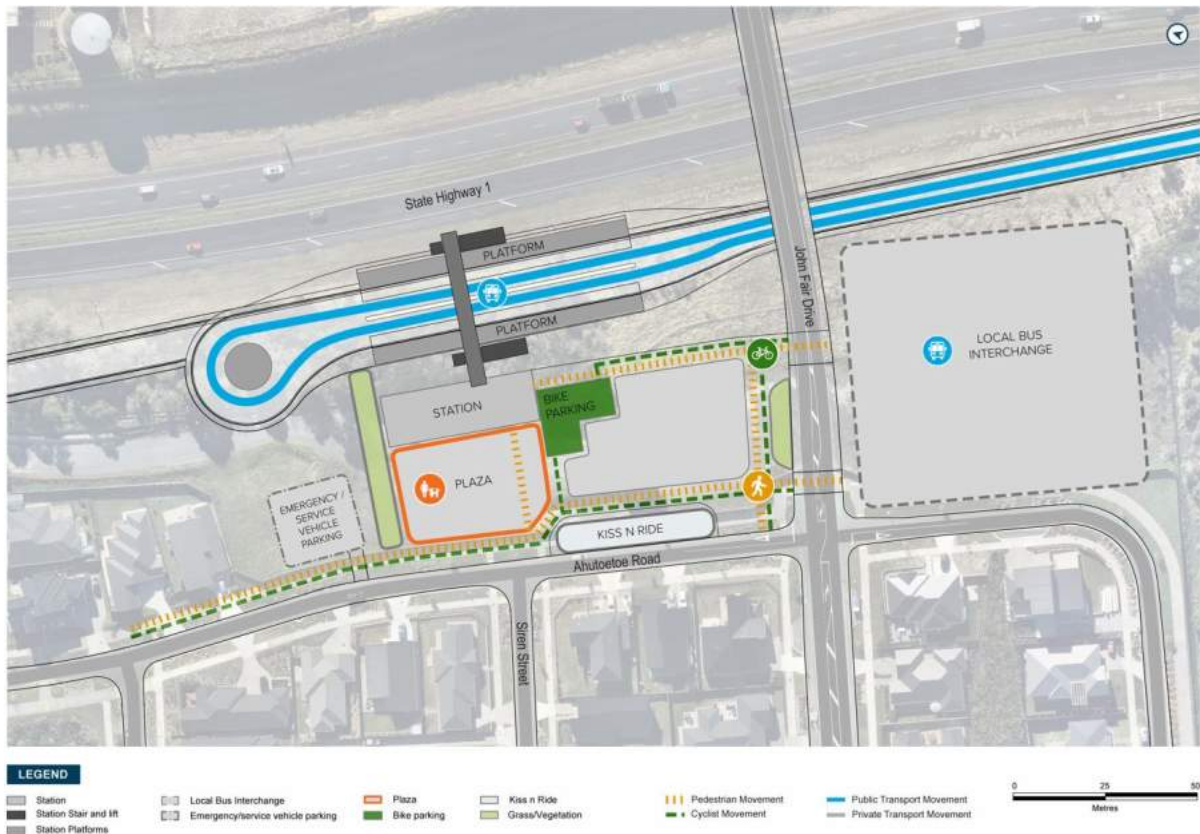 State Highway 1
PLATFORM
John Fair Drive
PLATFORM
LOCAL BUS
INTERCHANGE
STATION
BIKE
PARKING
PLAZA
EMERGENCY /
SERVICE
VEHICLE
PARKING
KISS N RIDE
Ahutoetoe Road
Siren Street
LEGEND
Station
Station Stair and lift
Station Platforms
Local Bus Interchange
Emergency/service vehicle parking
Plaza
Bike parking
Kiss n Ride
Grass/Vegetation
Pedestrian Movement
Cyclist Movement
Public Transport Movement
Private Transport Movement
0 25 50
Metres